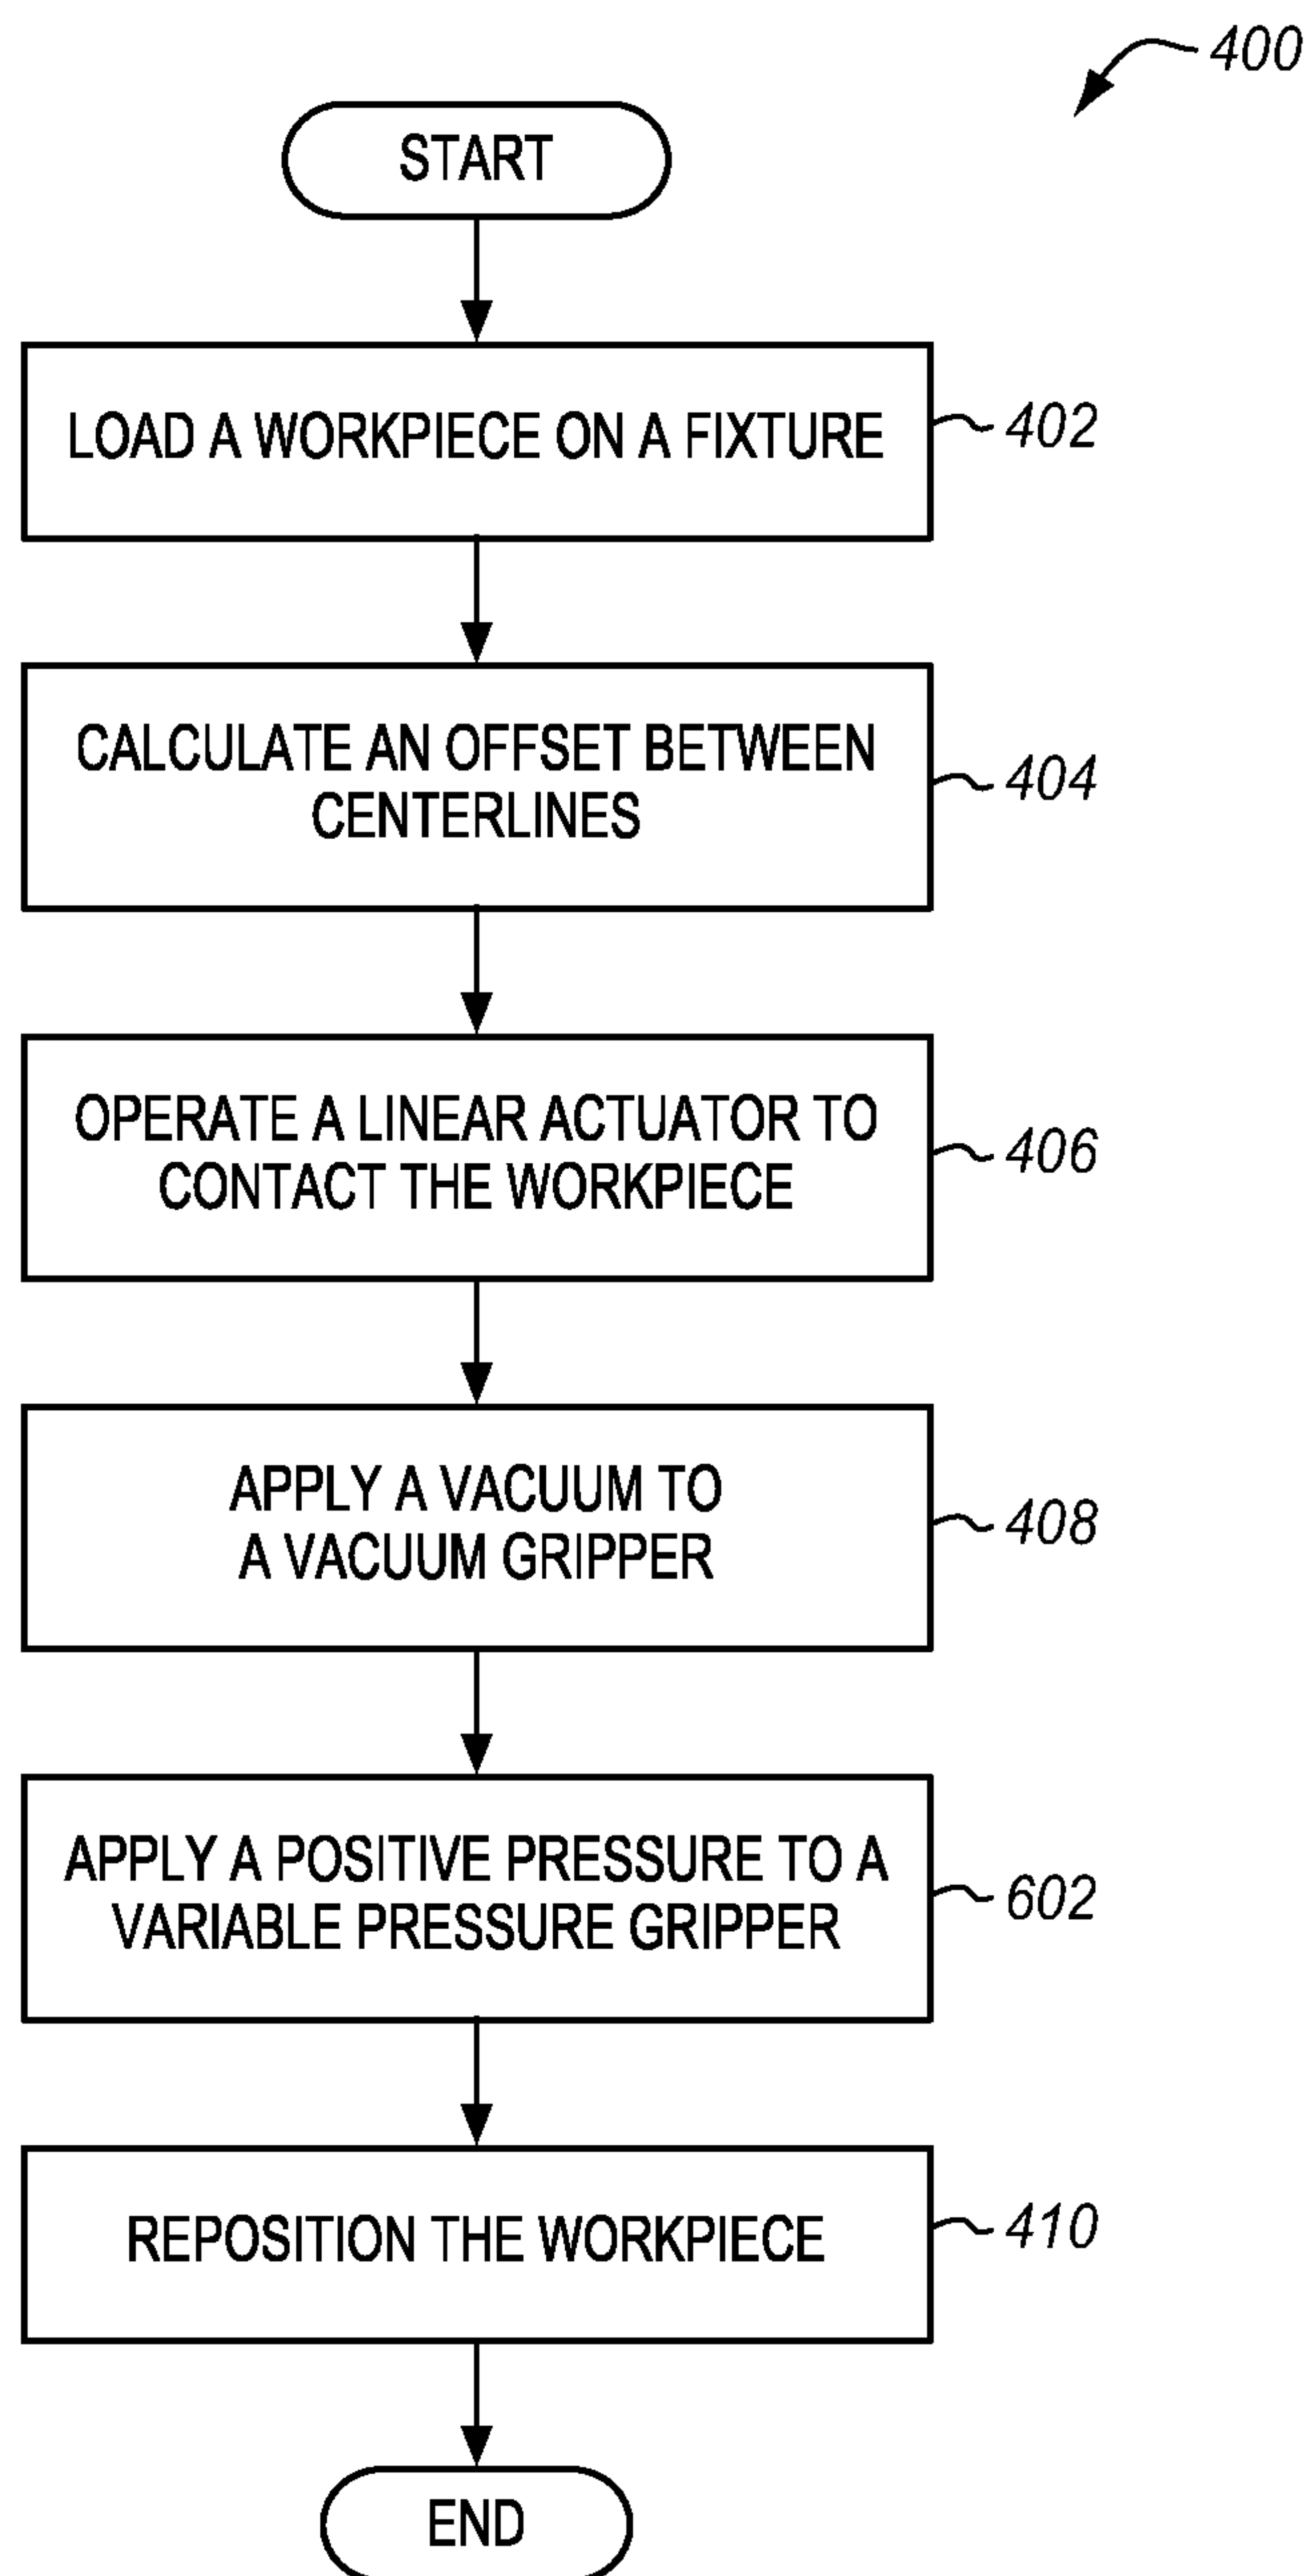 400
START
LOAD A WORKPIECE ON A FIXTURE
402
CALCULATE AN OFFSET BETWEEN
CENTERLINES
404
OPERATE A LINEAR ACTUATOR TO
CONTACT THE WORKPIECE
406
APPLY A VACUUM TO
A VACUUM GRIPPER
408
APPLY A POSITIVE PRESSURE TO A
VARIABLE PRESSURE GRIPPER
602
REPOSITION THE WORKPIECE
410
END